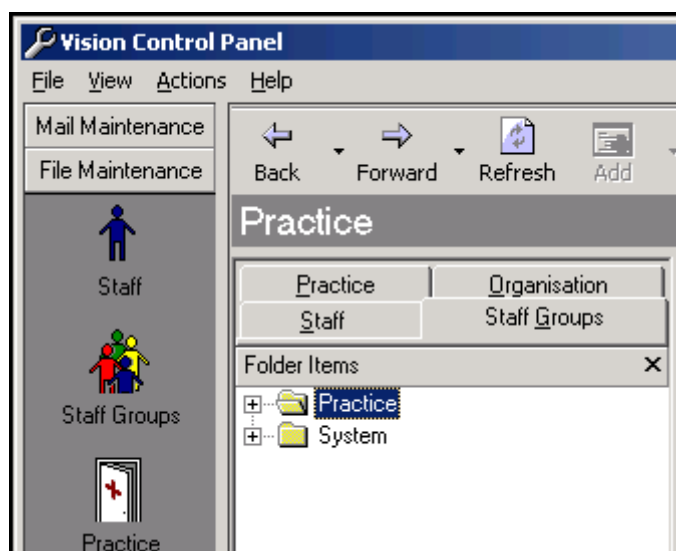 Vision Control Panel
File View Actions Help
Mail Maintenance
File Maintenance
Staff
Staff Groups
Practice
Back Forward Refresh Add
Practice
Practice Organisation
Staff Staff Groups
Folder Items
Practice
System